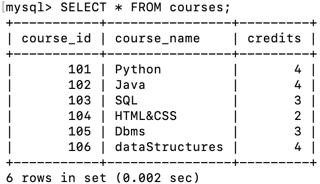 [mysql> SELECT * FROM courses;
+-----------+----------------+---------+
| course_id | course_name    | credits |
+-----------+----------------+---------+
|       101 | Python         |       4 |
|       102 | Java           |       4 |
|       103 | SQL            |       3 |
|       104 | HTML&CSS       |       2 |
|       105 | Dbms           |       3 |
|       106 | dataStructures |       4 |
+-----------+----------------+---------+
6 rows in set (0.002 sec)